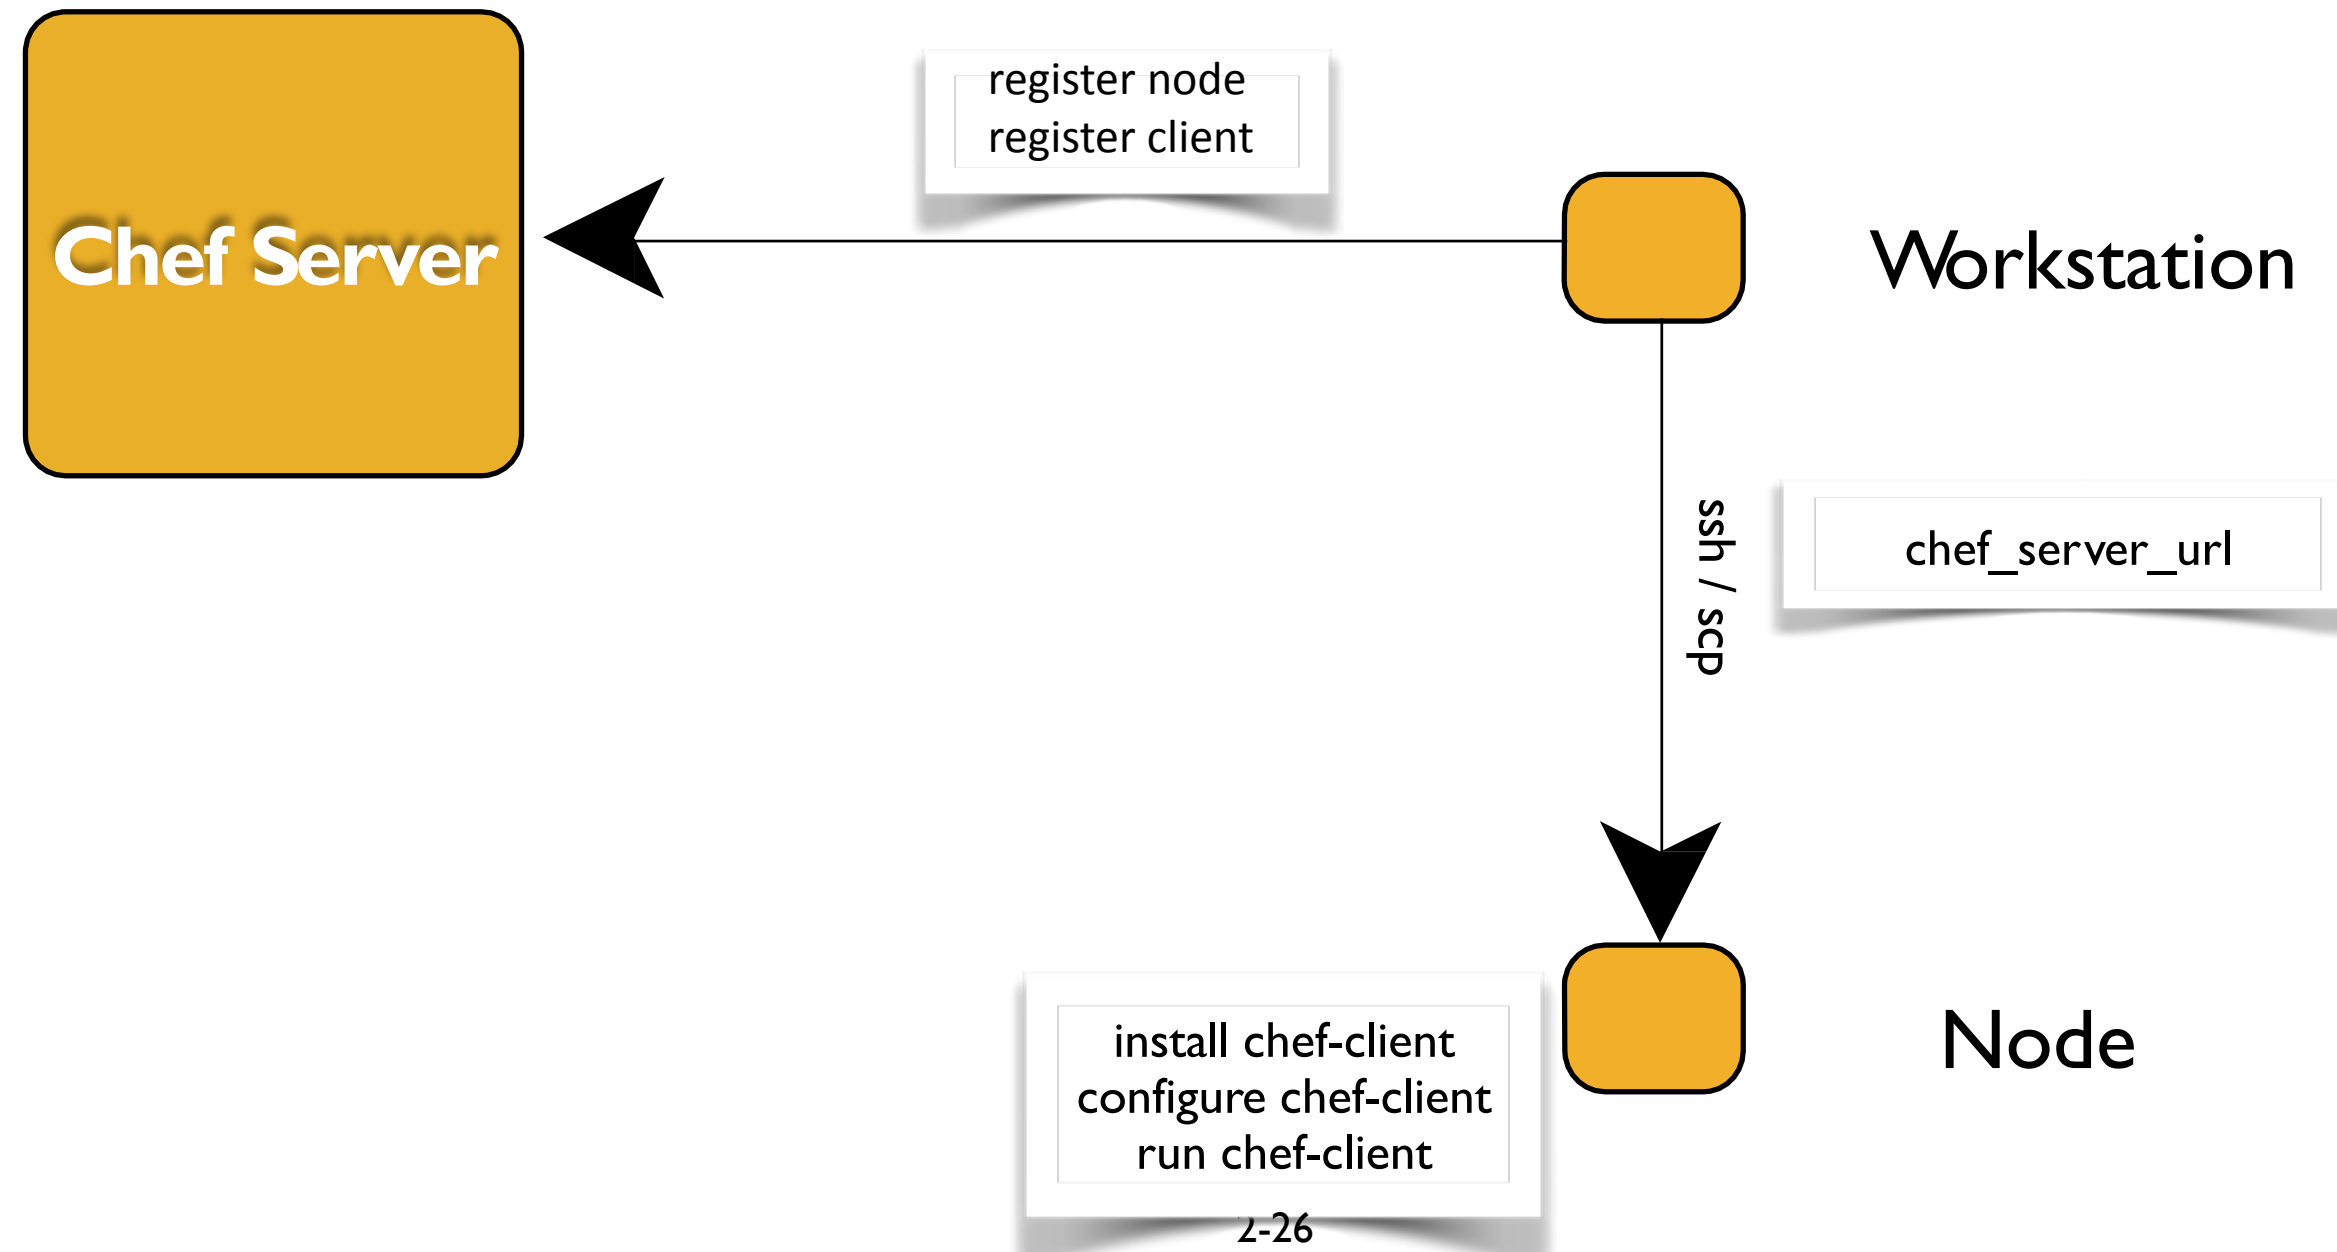 register node
register client
Chef Server
Workstation
ssh / scp
chef_server_url
install chef-client
configure chef-client
run chef-client
Node
2-26